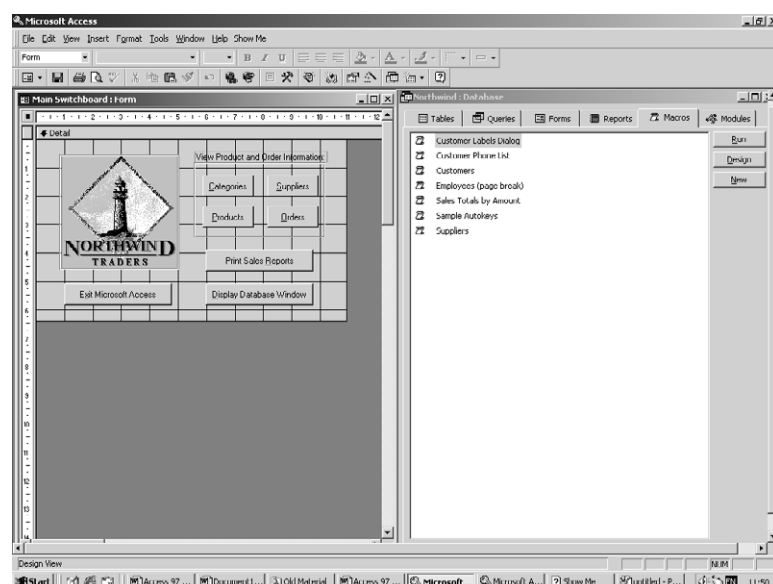 Microsoft Access
File Edit View Insert Format Tools Window Help Show Me
Form
B I U
Main Switchboard : Form
Northwind : Database
Tables Queries Forms Reports Macros Modules
Detail
View Product and Order Information:
Categories Suppliers
Products Orders
NORTHWIND
TRADERS
Print Sales Reports
Exit Microsoft Access Display Database Window
Customer Labels Dialog
Customer Phone List
Customers
Employees (page break)
Sales Totals by Amount
Sample Autokeys
Suppliers
Run
Design
New
Design View NUM
Start Access 97 ... Document1... Old Material Access 97 ... Microsoft ... Microsoft A... Show Me untitled - P...